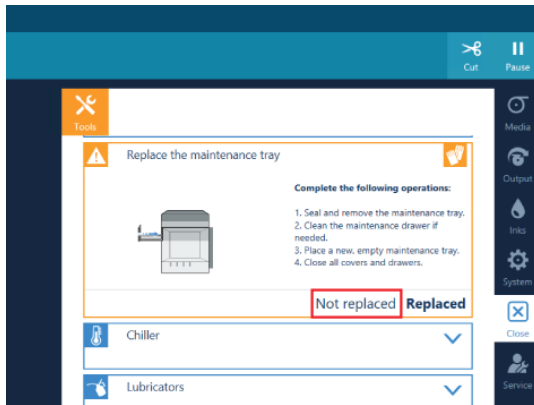 Cut
Pause
Tools
Media
Replace the maintenance tray
Output
Complete the following operations:
1. Seal and remove the maintenance tray.
2. Clean the maintenance drawer if
needed.
3. Place a new, empty maintenance tray.
4. Close all covers and drawers.
Inks
System
Not replaced Replaced
Chiller
Close
Lubricators
Service